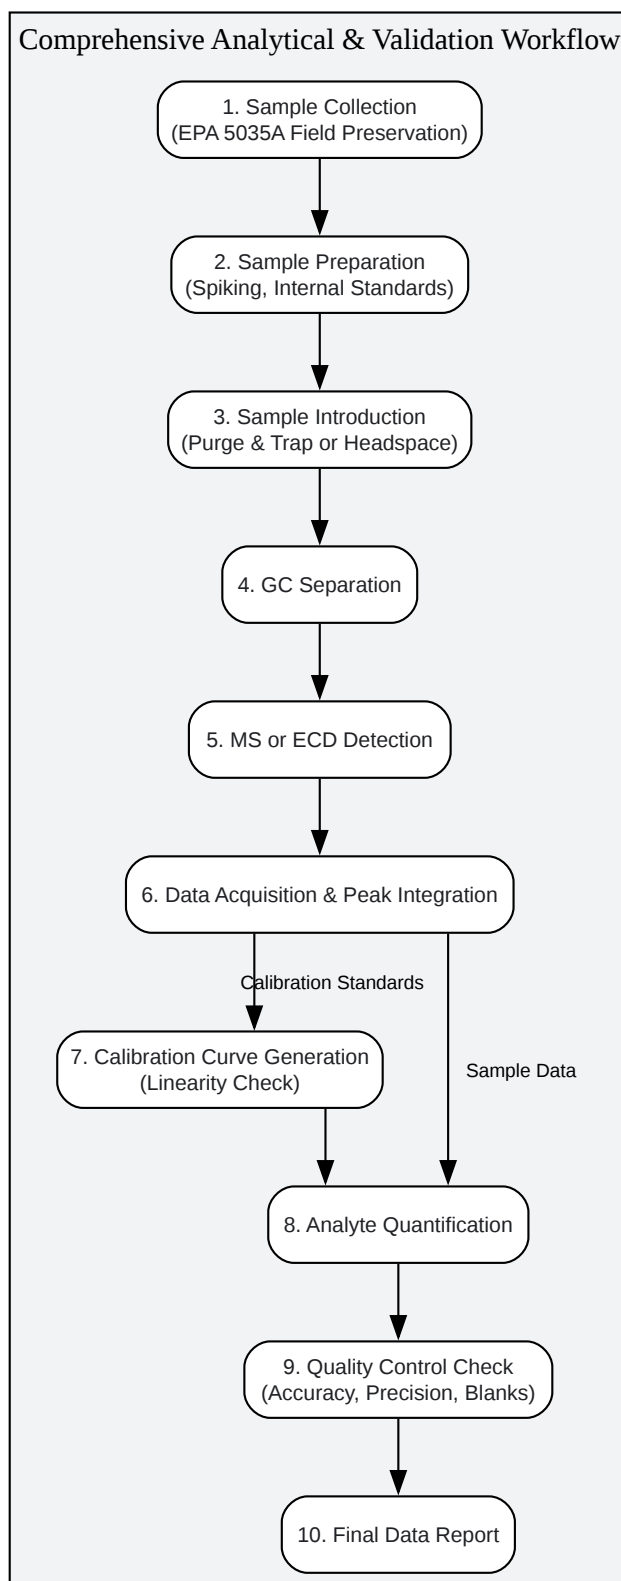 Comprehensive Analytical & Validation Workflow
1. Sample Collection
(EPA 5035A Field Preservation)
2. Sample Preparation
(Spiking, Internal Standards)
3. Sample Introduction
(Purge & Trap or Headspace)
4. GC Separation
5. MS or ECD Detection
6. Data Acquisition & Peak Integration
Calibration Standards
7. Calibration Curve Generation
(Linearity Check)
Sample Data
8. Analyte Quantification
9. Quality Control Check
(Accuracy, Precision, Blanks)
10. Final Data Report